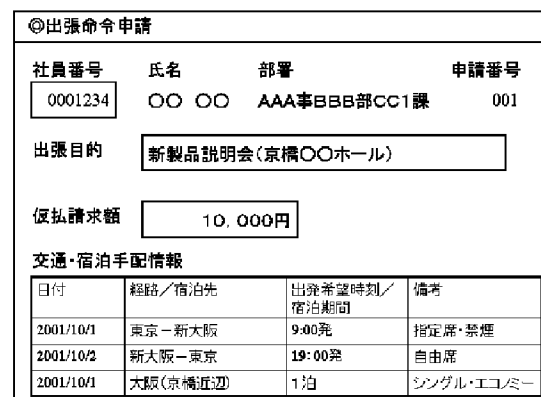 ◎出張命令申請
社員番号 氏名 部署 申請番号
0001234 〇〇 〇〇 AAA事BBB部CC1課 001
出張目的 新製品説明会(京橋〇〇ホール)
仮払請求額 10,000円
交通・宿泊手配情報
日付 経路/宿泊先 出発希望時刻/宿泊期間 備考
2001/10/1 東京-新大阪 9:00発 指定席・禁煙
2001/10/2 新大阪-東京 19:00発 自由席
2001/10/1 大阪(京橋近辺) 1泊 シングル・エコノミー